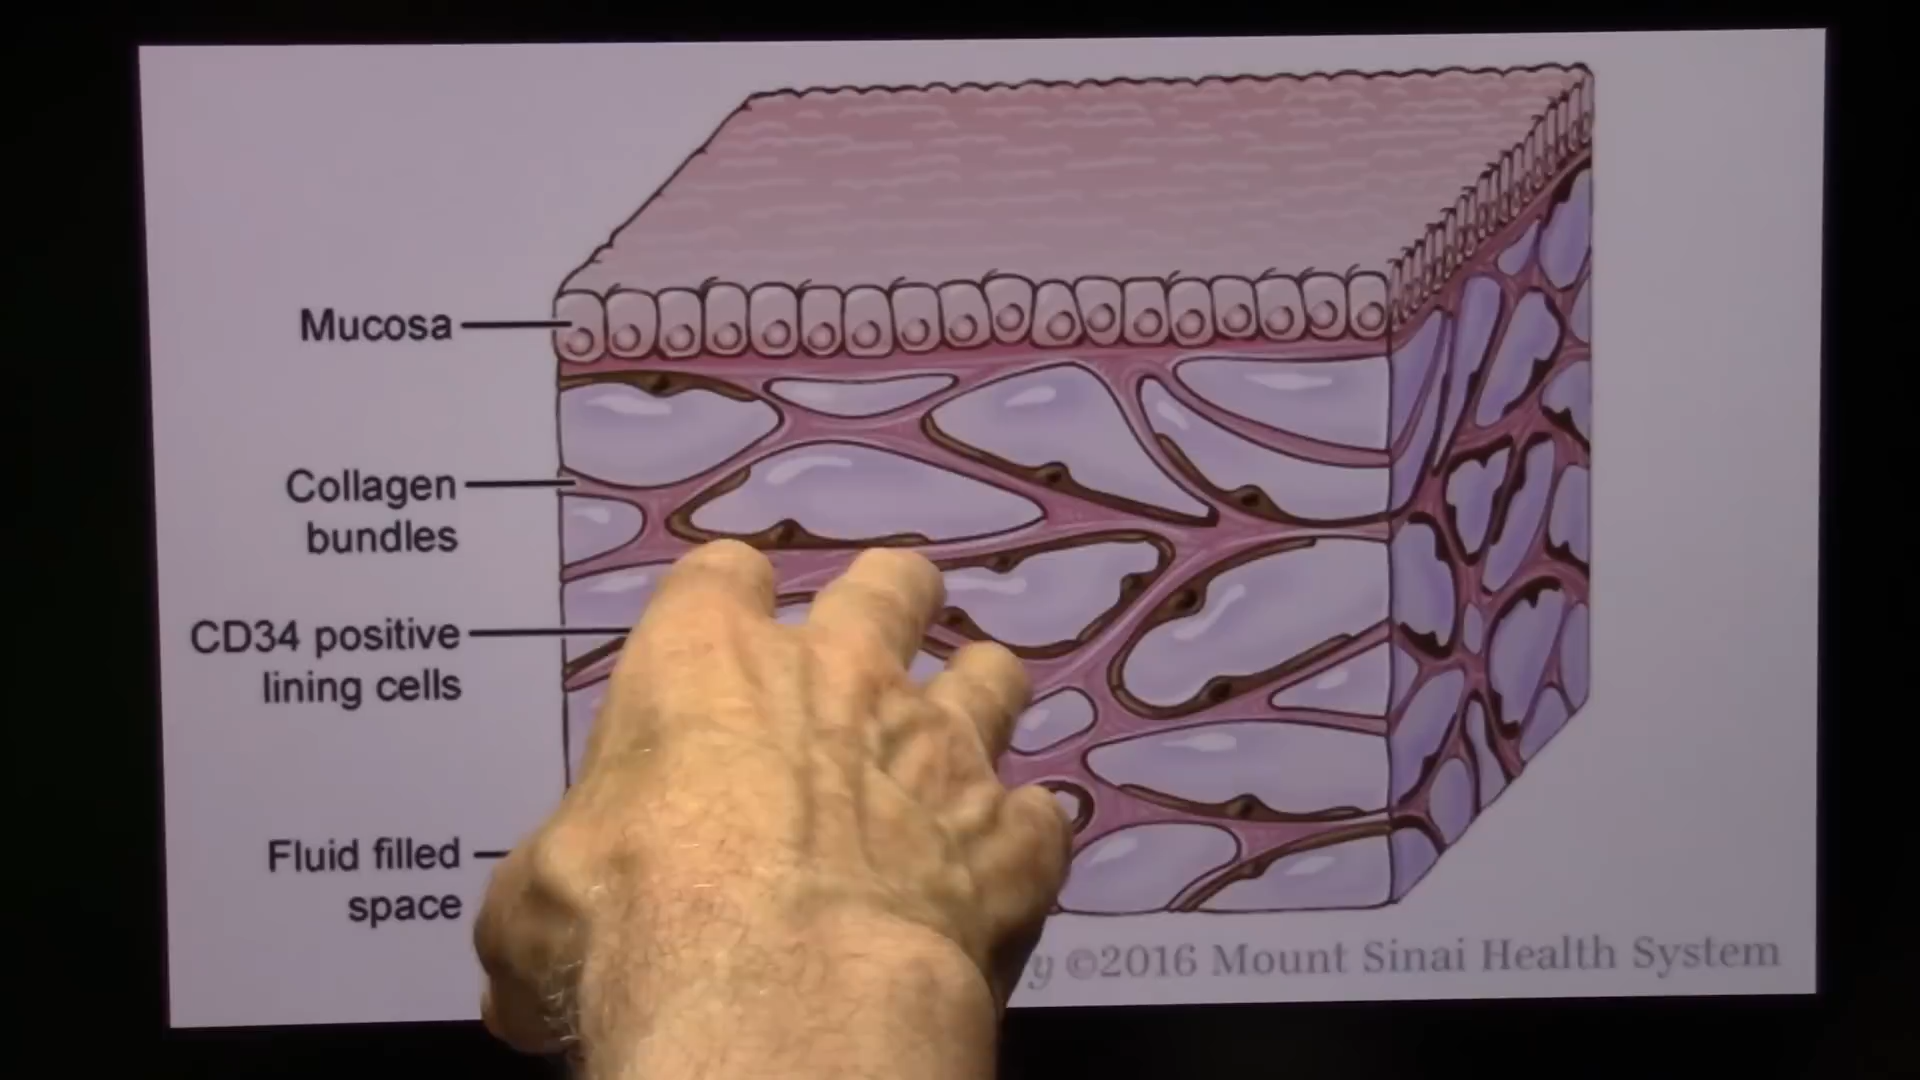 Mucosa
Collagen
bundles
CD34 positive
lining cells
Fluid filled
space
y ©2016 Mount Sinai Health System